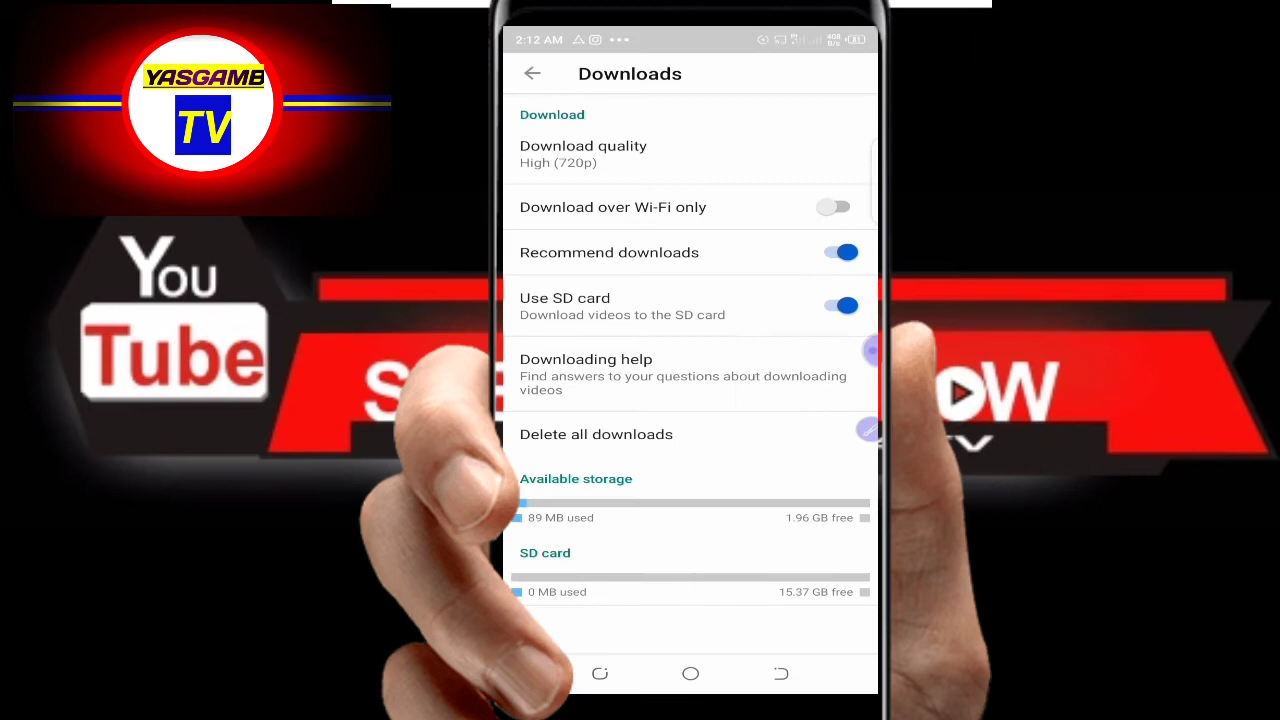 YASGAMB
TV
You
Tube
2:12 AM
408
B/s
81
Downloads
Download
Download quality
High (720p)
Download over Wi-Fi only
Recommend downloads
Use SD card
Download videos to the SD card
Downloading help
Find answers to your questions about downloading
videos
Delete all downloads
Available storage
89 MB used
1.96 GB free
SD card
0 MB used
15.37 GB free